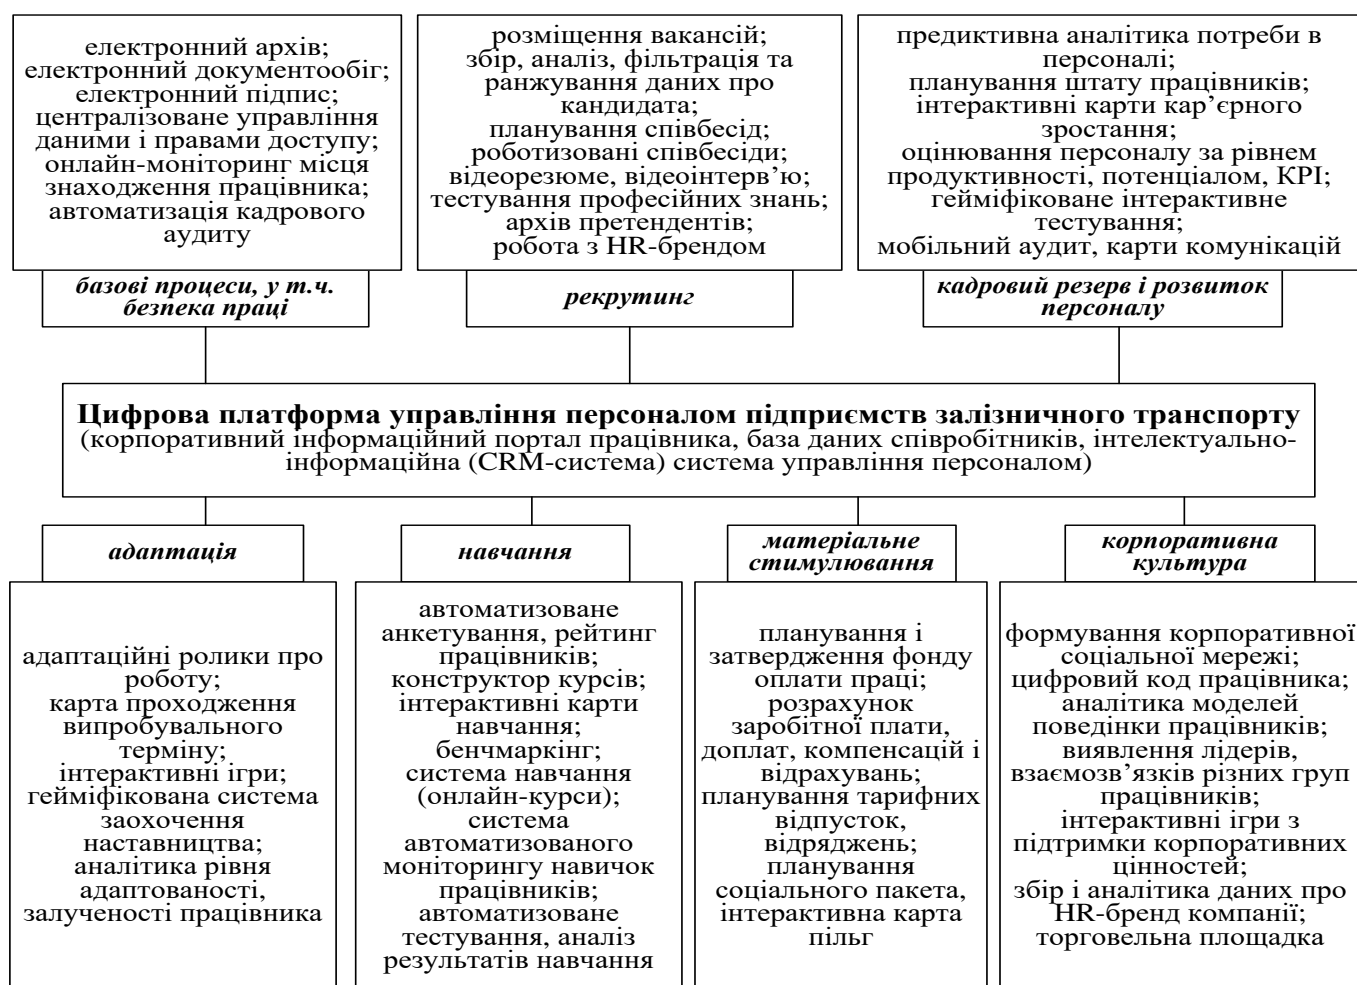 електронний архів;
електронний документообіг;
електронний підпис;
централізоване управління
даними і правами доступу;
онлайн-моніторинг місця
знаходження працівника;
автоматизація кадрового
аудиту
базові процеси, у т.ч.
безпека праці
розміщення вакансій;
збір, аналіз, фільтрація та
ранжування даних про
кандидата;
планування співбесід;
роботизовані співбесіди;
відеорезюме, відеоінтерв’ю;
тестування професійних знань;
архів претендентів;
робота з HR-брендом
рекрутинг
предиктивна аналітика потреби в
персоналі;
планування штату працівників;
інтерактивні карти кар’єрного
зростання;
оцінювання персоналу за рівнем
продуктивності, потенціалом, KPI;
гейміфіковане інтерактивне
тестування;
мобільний аудит, карти комунікацій
кадровий резерв і розвиток
персоналу
Цифрова платформа управління персоналом підприємств залізничного транспорту
(корпоративний інформаційний портал працівника, база даних співробітників, інтелектуально-
інформаційна (CRM-система) система управління персоналом)
адаптація
адаптаційні ролики про
роботу;
карта проходження
випробувального
терміну;
інтерактивні ігри;
гейміфікована система
заохочення
наставництва;
аналітика рівня
адаптованості,
залученості працівника
навчання
автоматизоване
анкетування, рейтинг
працівників;
конструктор курсів;
інтерактивні карти
навчання;
бенчмаркінг;
система навчання
(онлайн-курси);
система
автоматизованого
моніторингу навичок
працівників;
автоматизоване
тестування, аналіз
результатів навчання
матеріальне
стимулювання
планування і
затвердження фонду
оплати праці;
розрахунок
заробітної плати,
доплат, компенсацій і
відрахувань;
планування тарифних
відпусток,
відряджень;
планування
соціального пакета,
інтерактивна карта
пільг
корпоративна
культура
формування корпоративної
соціальної мережі;
цифровий код працівника;
аналітика моделей
поведінки працівників;
виявлення лідерів,
взаємозв’язків різних груп
працівників;
інтерактивні ігри з
підтримки корпоративних
цінностей;
збір і аналітика даних про
HR-бренд компанії;
торговельна площадка